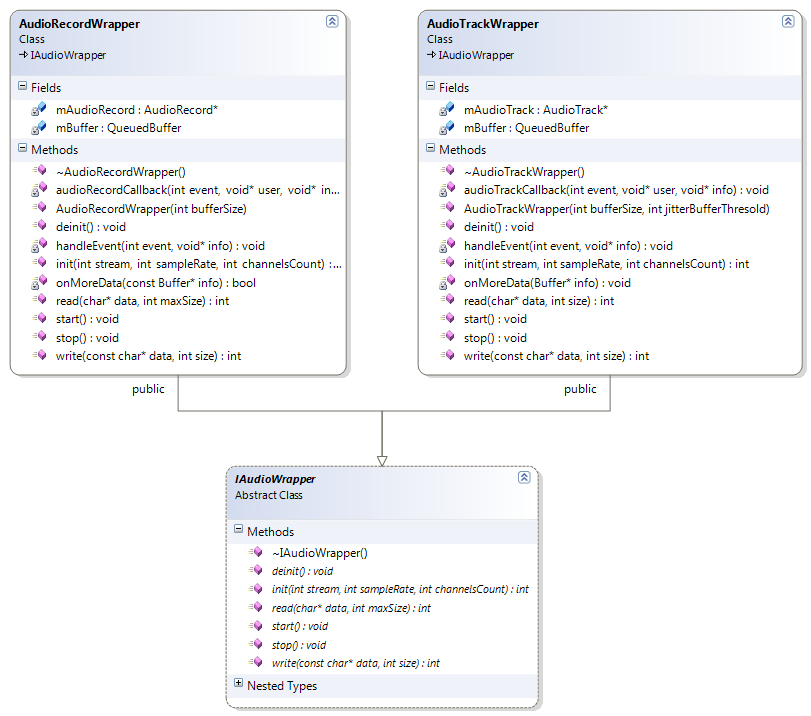 AudioRecordWrapper
Class
IAudioWrapper
Fields
mAudioRecord : AudioRecord*
mBuffer : QueuedBuffer
Methods
~AudioRecordWrapper()
audioRecordCallback(int event, void* user, void* in...
AudioRecordWrapper(int bufferSize)
deinit() : void
handleEvent(int event, void* info) : void
init(int stream, int sampleRate, int channelsCount) :...
onMoreData(const Buffer* info) : bool
read(char* data, int maxSize) : int
start() : void
stop() : void
write(const char* data, int size) : int
public
AudioTrackWrapper
Class
IAudioWrapper
Fields
mAudioTrack : AudioTrack*
mBuffer : QueuedBuffer
Methods
~AudioTrackWrapper()
audioTrackCallback(int event, void* user, void* info) : void
AudioTrackWrapper(int bufferSize, int jitterBufferThresold)
deinit() : void
handleEvent(int event, void* info) : void
init(int stream, int sampleRate, int channelsCount) : int
onMoreData(Buffer* info) : void
read(char* data, int size) : int
start() : void
stop() : void
write(const char* data, int size) : int
public
IAudioWrapper
Abstract Class
Methods
~IAudioWrapper()
deinit() : void
init(int stream, int sampleRate, int channelsCount) : int
read(char* data, int maxSize) : int
start() : void
stop() : void
write(const char* data, int size) : int
Nested Types